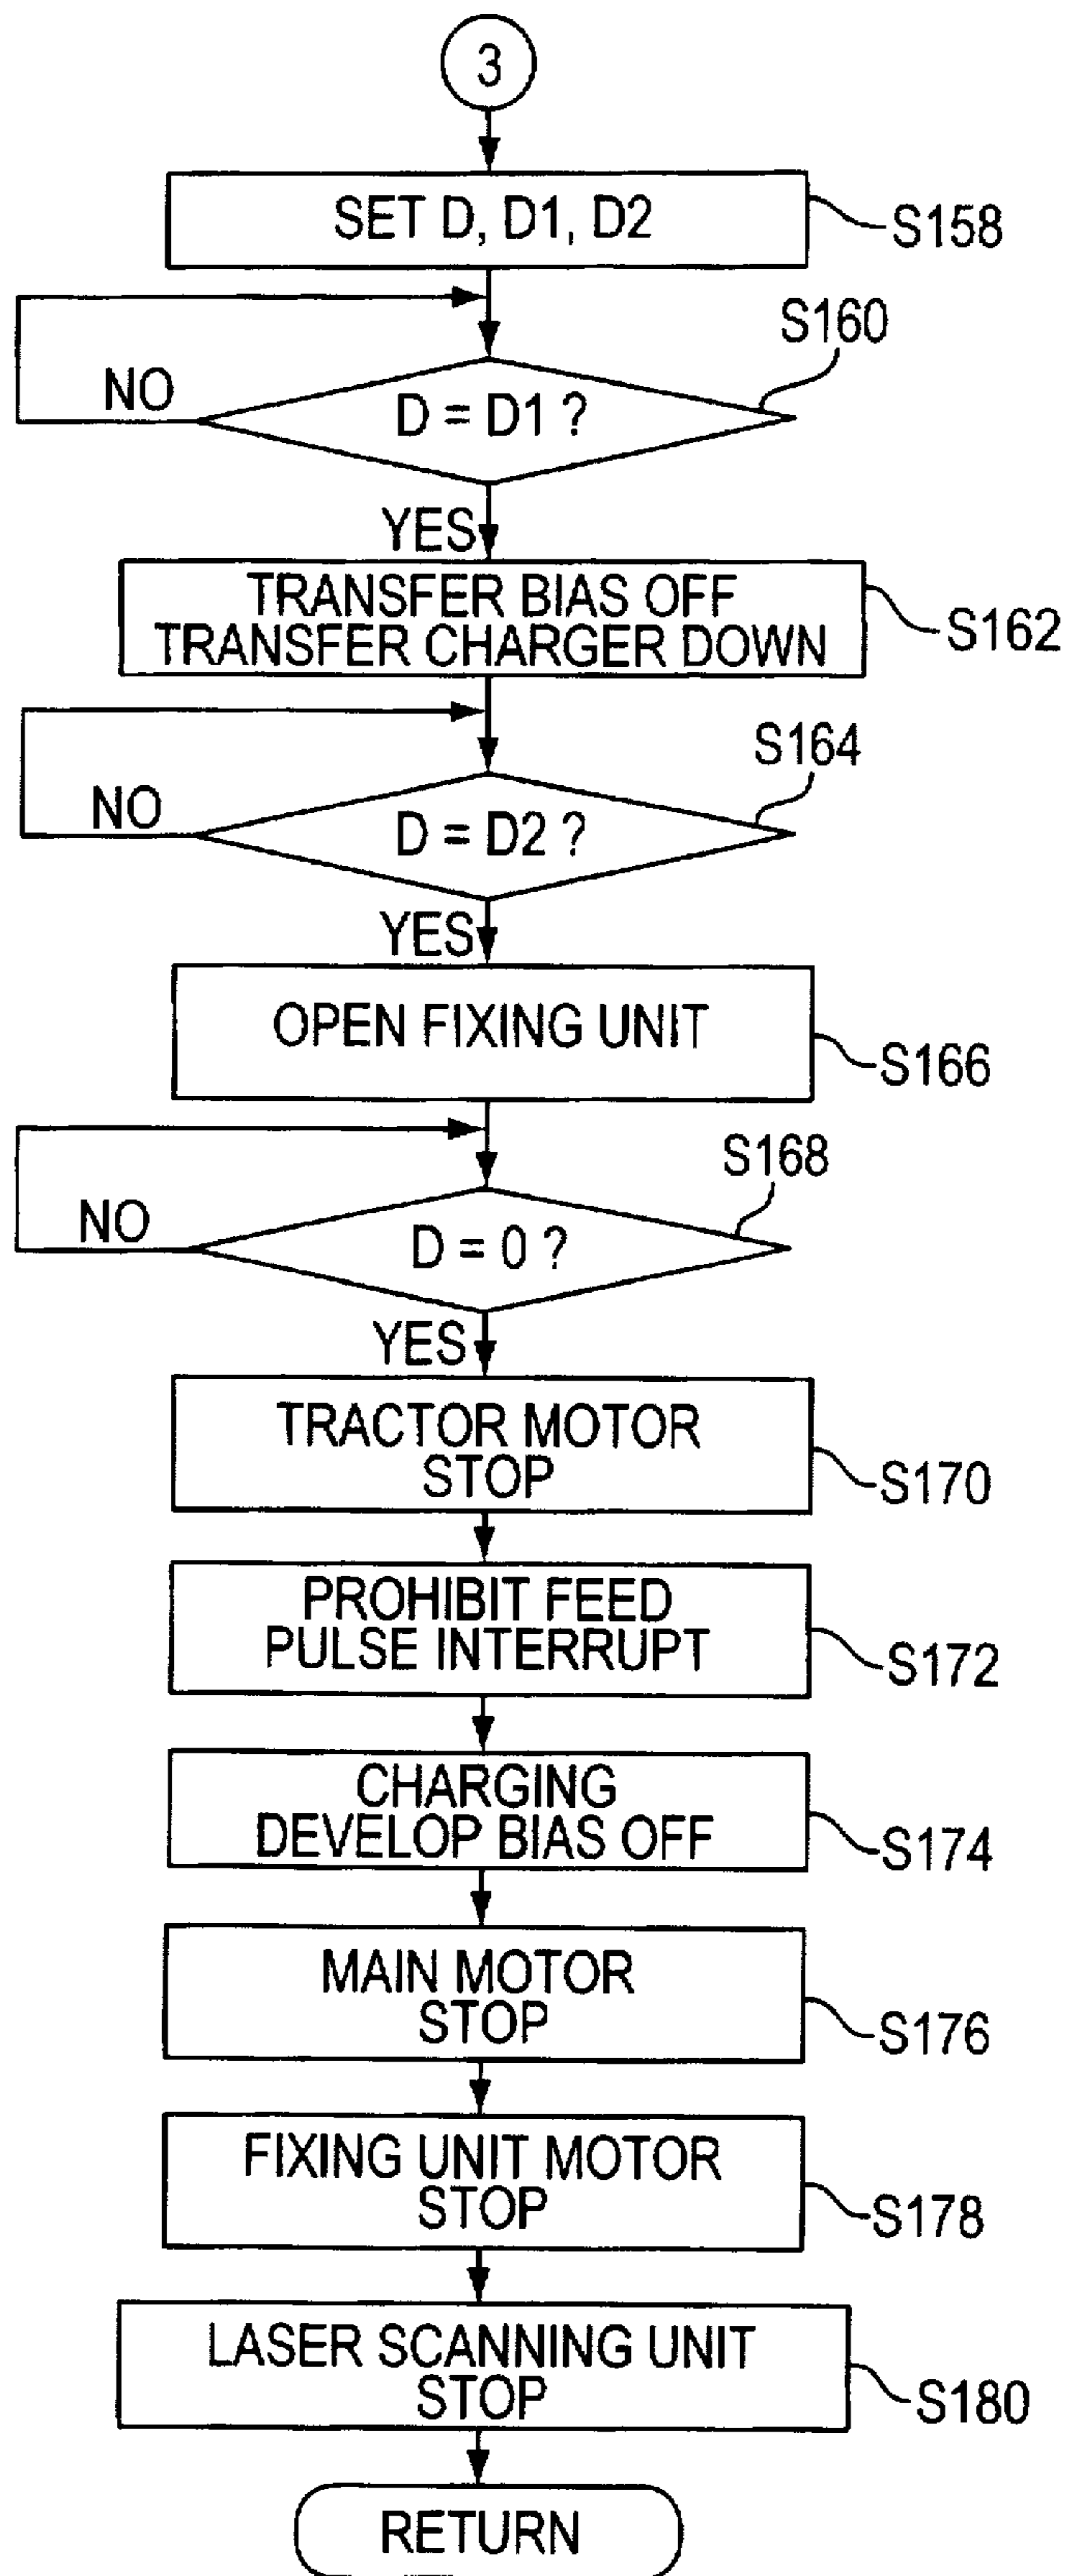 3
SET D, D1, D2
S158
S160
NO
D = D1 ?
YES
TRANSFER BIAS OFF
TRANSFER CHARGER DOWN
S162
S164
NO
D = D2 ?
YES
OPEN FIXING UNIT
S166
S168
NO
D = 0 ?
YES
TRACTOR MOTOR
STOP
S170
PROHIBIT FEED
PULSE INTERRUPT
S172
CHARGING
DEVELOP BIAS OFF
S174
MAIN MOTOR
STOP
S176
FIXING UNIT MOTOR
STOP
S178
LASER SCANNING UNIT
STOP
S180
RETURN